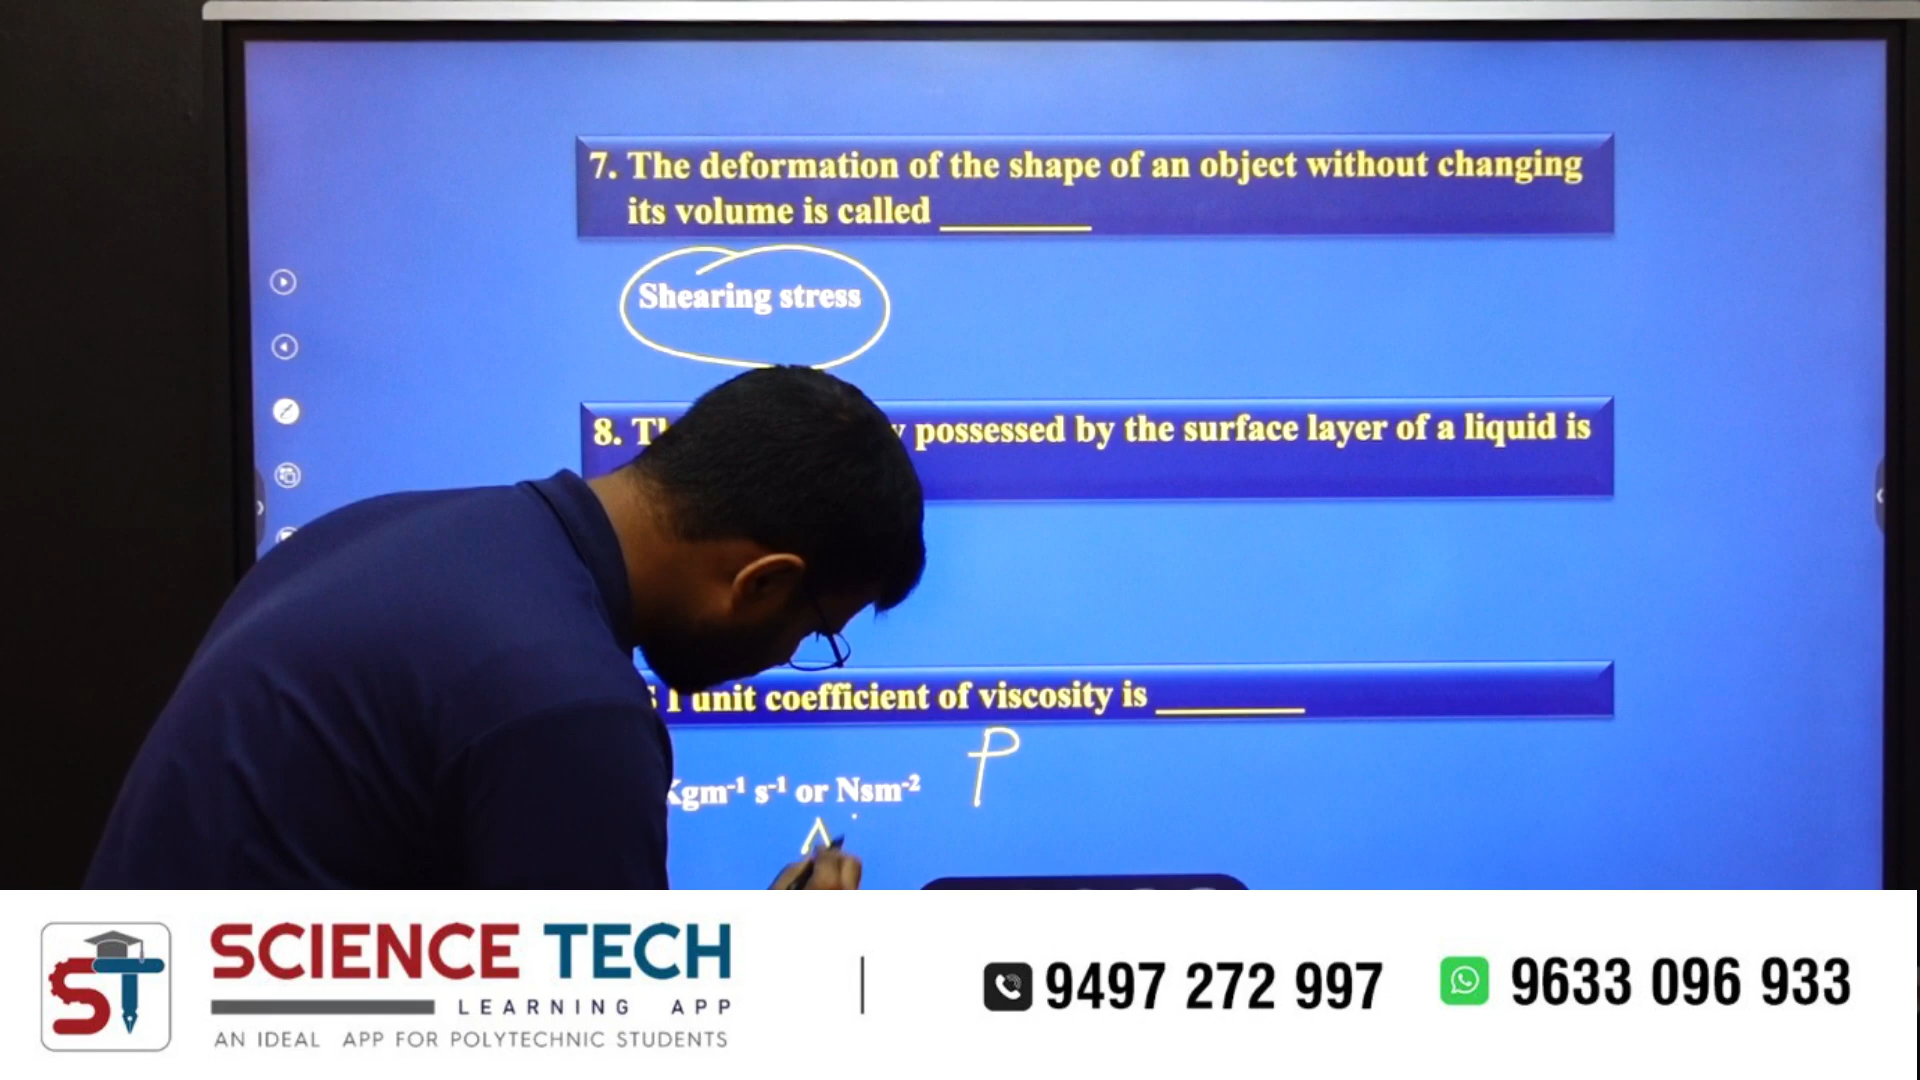 7. The deformation of the shape of an object without changing
its volume is called ________
Shearing stress
8. possessed by the surface layer of a liquid is
I unit coefficient of viscosity is ________
P
Kgm⁻¹ s⁻¹ or Nsm⁻²
ST
SCIENCE TECH
LEARNING APP
AN IDEAL APP FOR POLYTECHNIC STUDENTS
9497 272 997
9633 096 933